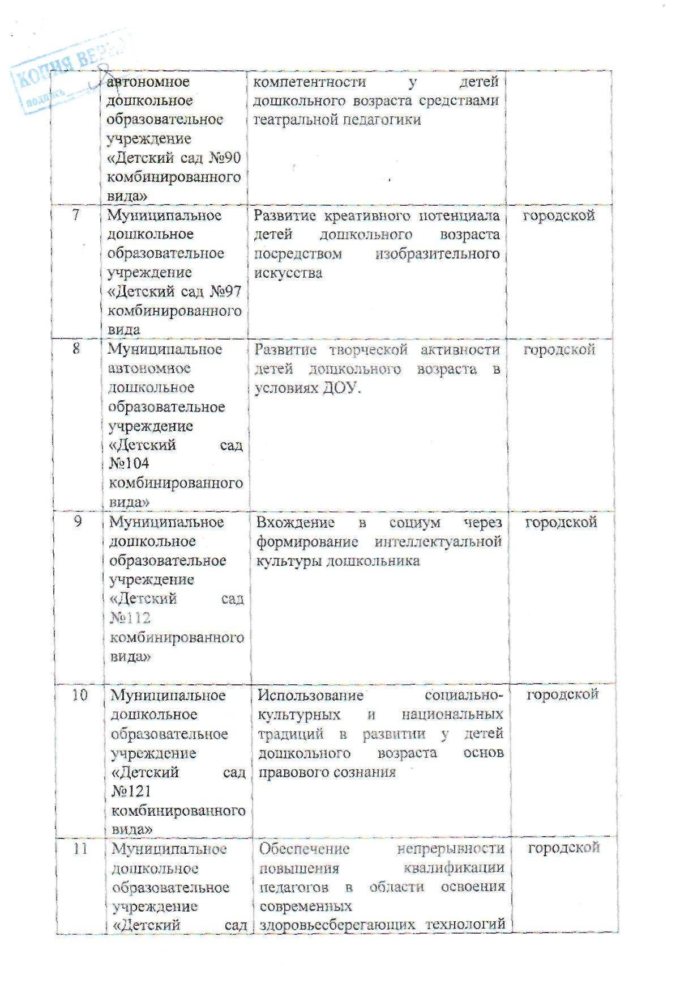 КОПИЯ ВЕР
подпись
автономное
дошкольное
образовательное
учреждение
«Детский сад №90
комбинированного
вида»
компетентности у детей
дошкольного возраста средствами
театральной педагогики
7
Муниципальное
дошкольное
образовательное
учреждение
«Детский сад №97
комбинированного
вида
Развитие креативного потенциала
детей дошкольного возраста
посредством изобразительного
искусства
городской
8
Муниципальное
автономное
дошкольное
образовательное
учреждение
«Детский сад
№104
комбинированного
вида»
Развитие творческой активности
детей дошкольного возраста в
условиях ДОУ.
городской
9
Муниципальное
дошкольное
образовательное
учреждение
«Детский сад
№112
комбинированного
вида»
Вхождение в социум через
формирование интеллектуальной
культуры дошкольника
городской
10
Муниципальное
дошкольное
образовательное
учреждение
«Детский сад
№121
комбинированного
вида»
Использование социально-
культурных и национальных
традиций в развитии у детей
дошкольного возраста основ
правового сознания
городской
11
Муниципальное
дошкольное
образовательное
учреждение
«Детский сад
Обеспечение непрерывности
повышения квалификации
педагогов в области освоения
современных
здоровьесберегающих технологий
городской